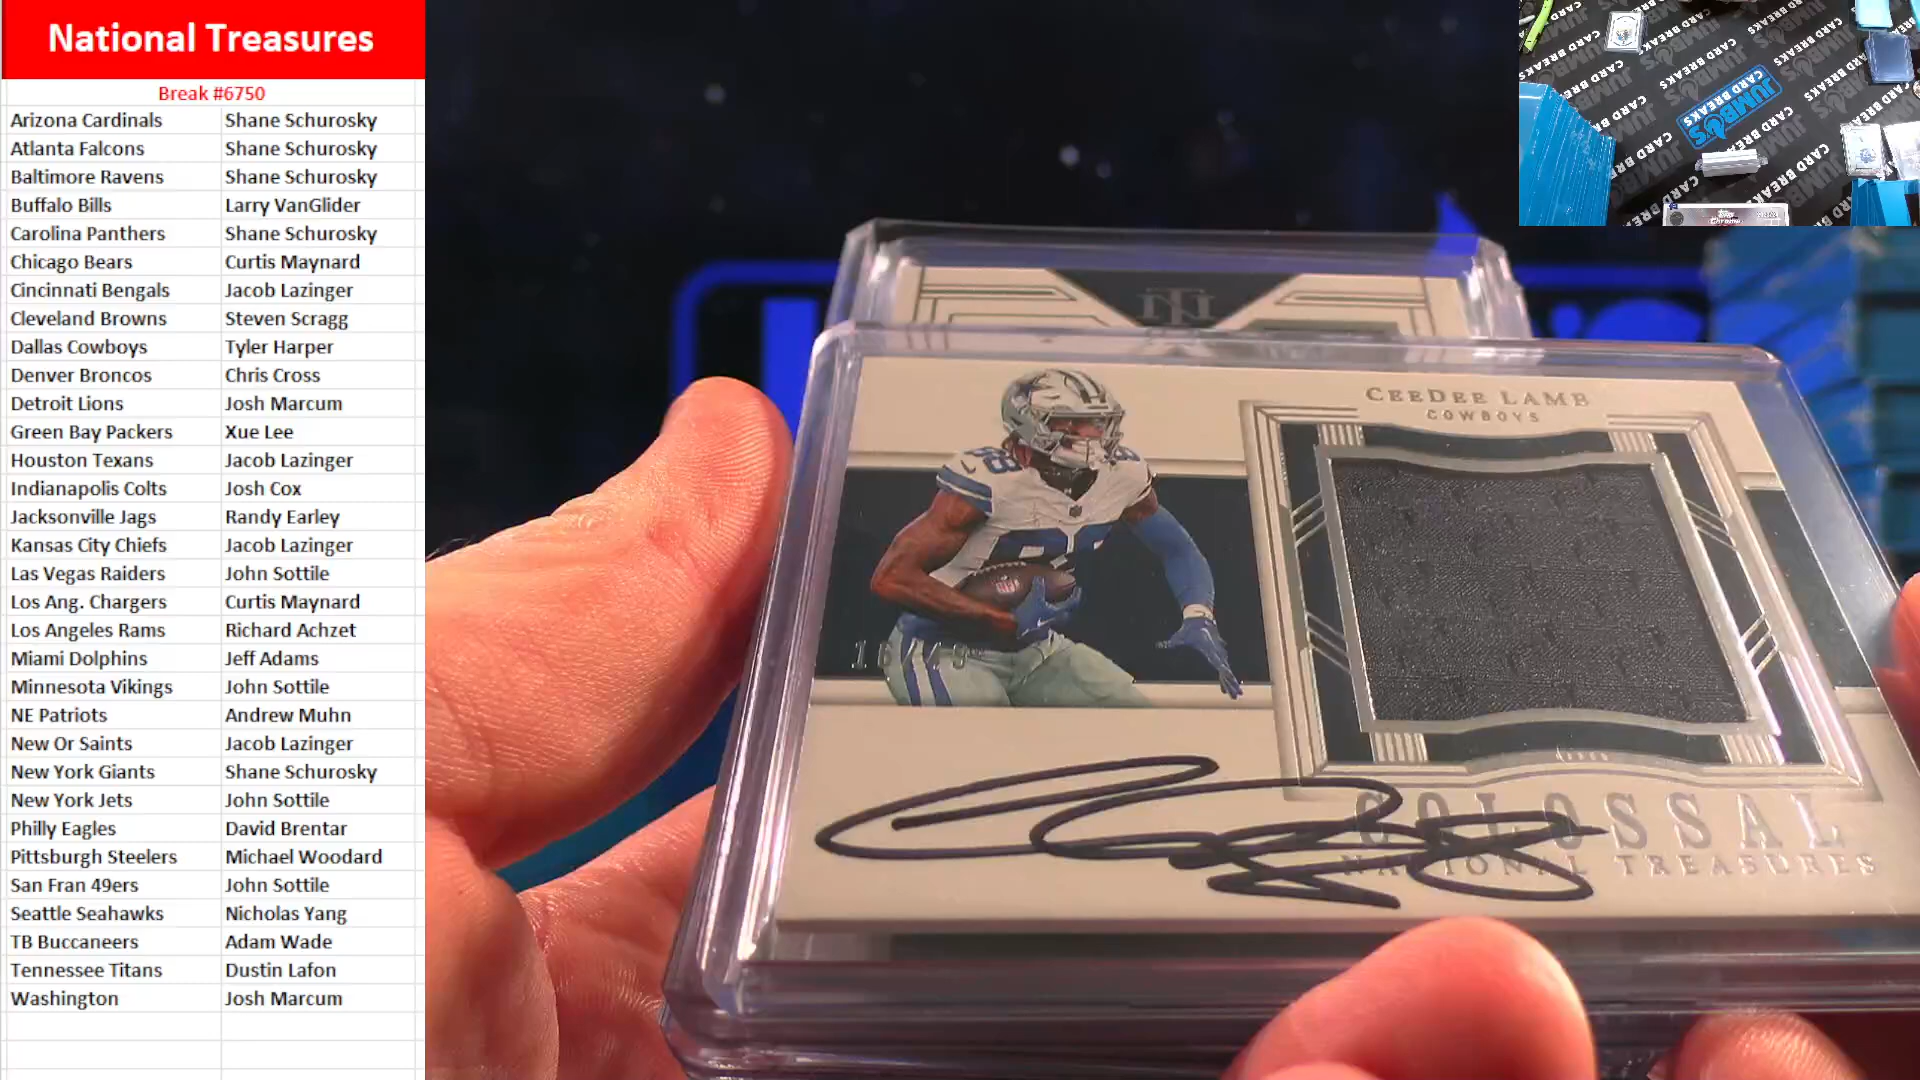 National Treasures
Break #6750
Arizona Cardinals Shane Schurosky
Atlanta Falcons Shane Schurosky
Baltimore Ravens Shane Schurosky
Buffalo Bills Larry VanGlider
Carolina Panthers Shane Schurosky
Chicago Bears Curtis Maynard
Cincinnati Bengals Jacob Lazinger
Cleveland Browns Steven Scragg
Dallas Cowboys Tyler Harper
Denver Broncos Chris Cross
Detroit Lions Josh Marcum
Green Bay Packers Xue Lee
Houston Texans Jacob Lazinger
Indianapolis Colts Josh Cox
Jacksonville Jags Randy Earley
Kansas City Chiefs Jacob Lazinger
Las Vegas Raiders John Sottile
Los Ang. Chargers Curtis Maynard
Los Angeles Rams Richard Achzet
Miami Dolphins Jeff Adams
Minnesota Vikings John Sottile
NE Patriots Andrew Muhn
New Or Saints Jacob Lazinger
New York Giants Shane Schurosky
New York Jets John Sottile
Philly Eagles David Brentar
Pittsburgh Steelers Michael Woodard
San Fran 49ers John Sottile
Seattle Seahawks Nicholas Yang
TB Buccaneers Adam Wade
Tennessee Titans Dustin Lafon
Washington Josh Marcum
CEEDEE LAMB
COWBOYS
88
COLOSSAL
NATIONAL TREASURES
JUMBO'S
CARD BREAKS